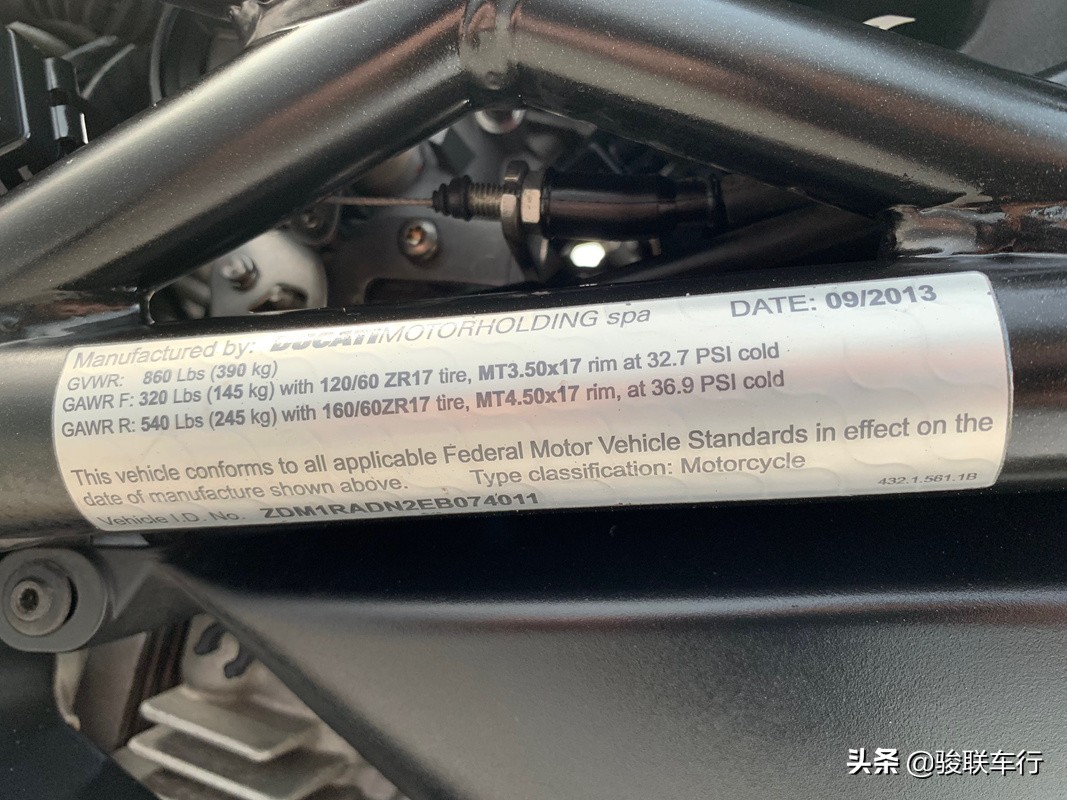 Manufactured by: DUCATIMOTORHOLDING spa DATE: 09/2013
GVWR: 860 Lbs (390 kg)
GAWR F: 320 Lbs (145 kg) with 120/60 ZR17 tire, MT3.50x17 rim at 32.7 PSI cold
GAWR R: 540 Lbs (245 kg) with 160/60ZR17 tire, MT4.50x17 rim, at 36.9 PSI cold
This vehicle conforms to all applicable Federal Motor Vehicle Standards in effect on the
date of manufacture shown above. Type classification: Motorcycle
Vehicle I.D. No. ZDM1RADN2EB074011
432.1.561.1B
头条 @骏联车行